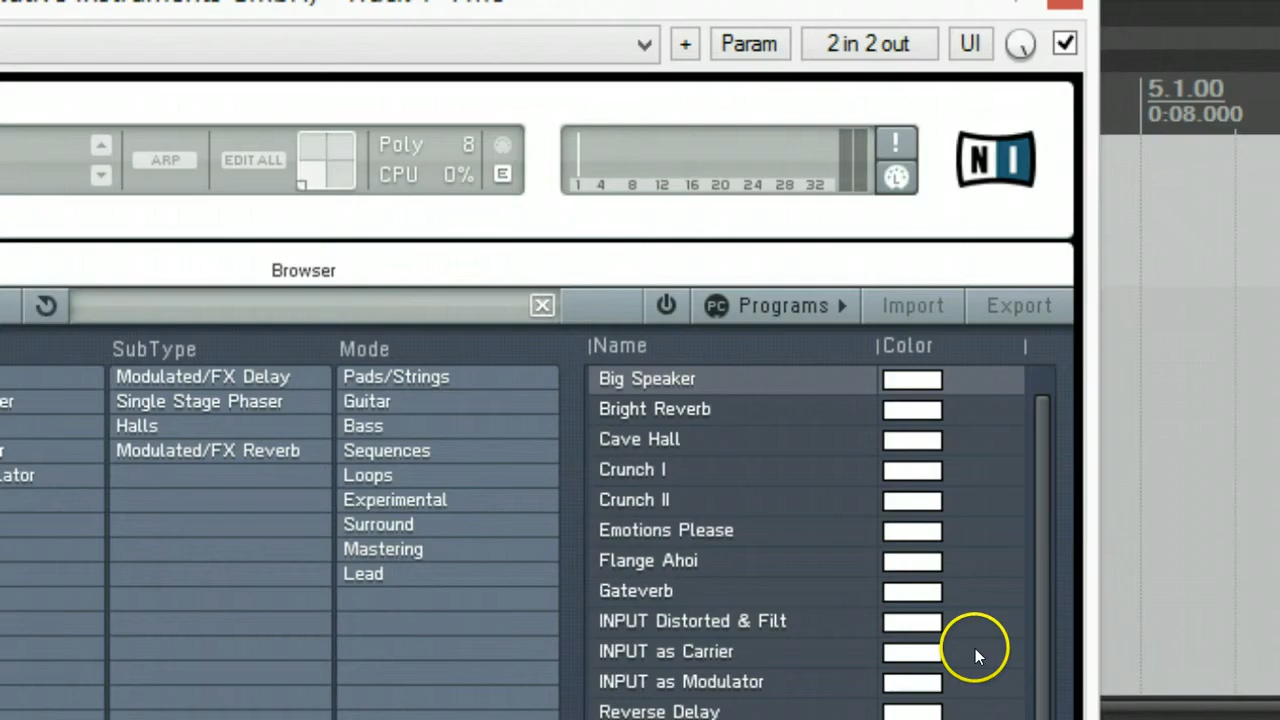 Param
2 in 2 out
UI
5.1.00
0:08.000
ARP
EDIT ALL
Poly 8
CPU 0%
E
1 4 8 12 16 20 24 28 32
!
L
NI
Browser
PC Programs
Import
Export
SubType
Mode
Name
Color
Modulated/FX Delay
Single Stage Phaser
Halls
Modulated/FX Reverb
Pads/Strings
Guitar
Bass
Sequences
Loops
Experimental
Surround
Mastering
Lead
Big Speaker
Bright Reverb
Cave Hall
Crunch I
Crunch II
Emotions Please
Flange Ahoi
Gateverb
INPUT Distorted & Filt
INPUT as Carrier
INPUT as Modulator
Reverse Delay